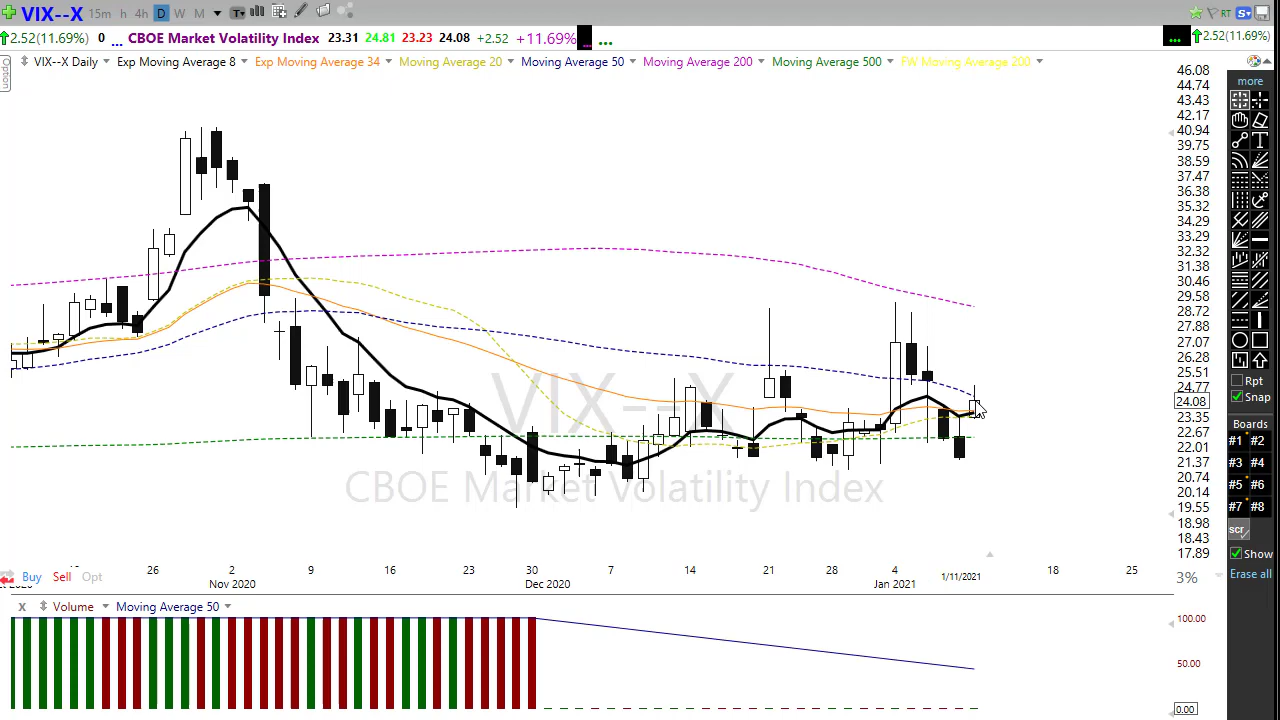 VIX--X 15m h 4h D W M T RT S
2.52(11.69%) 0 ... CBOE Market Volatility Index 23.31 24.81 23.23 24.08 +2.52 +11.69% ... ... 2.52(11.69%)
Option
VIX--X Daily Exp Moving Average 8 Exp Moving Average 34 Moving Average 20 Moving Average 50 Moving Average 200 Moving Average 500 FW Moving Average 200
46.08
44.74
43.43
42.17
40.94
39.75
38.59
37.47
36.38
35.32
34.29
33.29
32.32
31.38
30.46
29.58
28.72
27.88
27.07
26.28
25.51
24.77
24.08
23.35
22.67
22.01
21.37
20.74
20.14
19.55
18.98
18.43
17.89
more
Rpt
Snap
Boards
#1 #2
#3 #4
#5 #6
#7 #8
scr
Show
Erase all
VIX--X
CBOE Market Volatility Index
26 2 9 16 23 30 7 14 21 28 4 1/11/2021 18 25
Nov 2020 Dec 2020 Jan 2021
Buy Sell Opt 3%
X Volume Moving Average 50
100.00
50.00
0.00